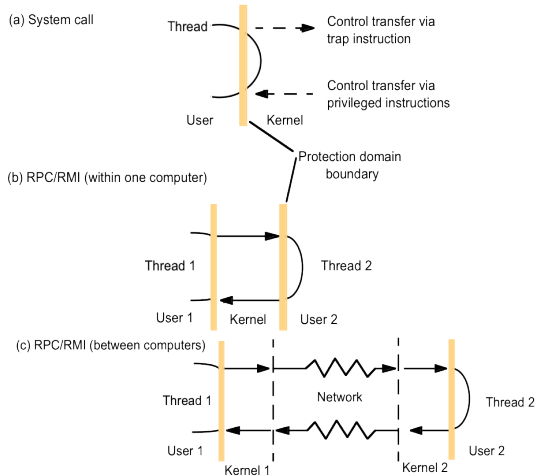 (a) System call
Thread
Control transfer via
trap instruction
Control transfer via
privileged instructions
User
Kernel
Protection domain
boundary
(b) RPC/RMI (within one computer)
Thread 1
Thread 2
User 1
Kernel
User 2
(c) RPC/RMI (between computers)
Thread 1
Network
Thread 2
User 1
User 2
Kernel 1
Kernel 2